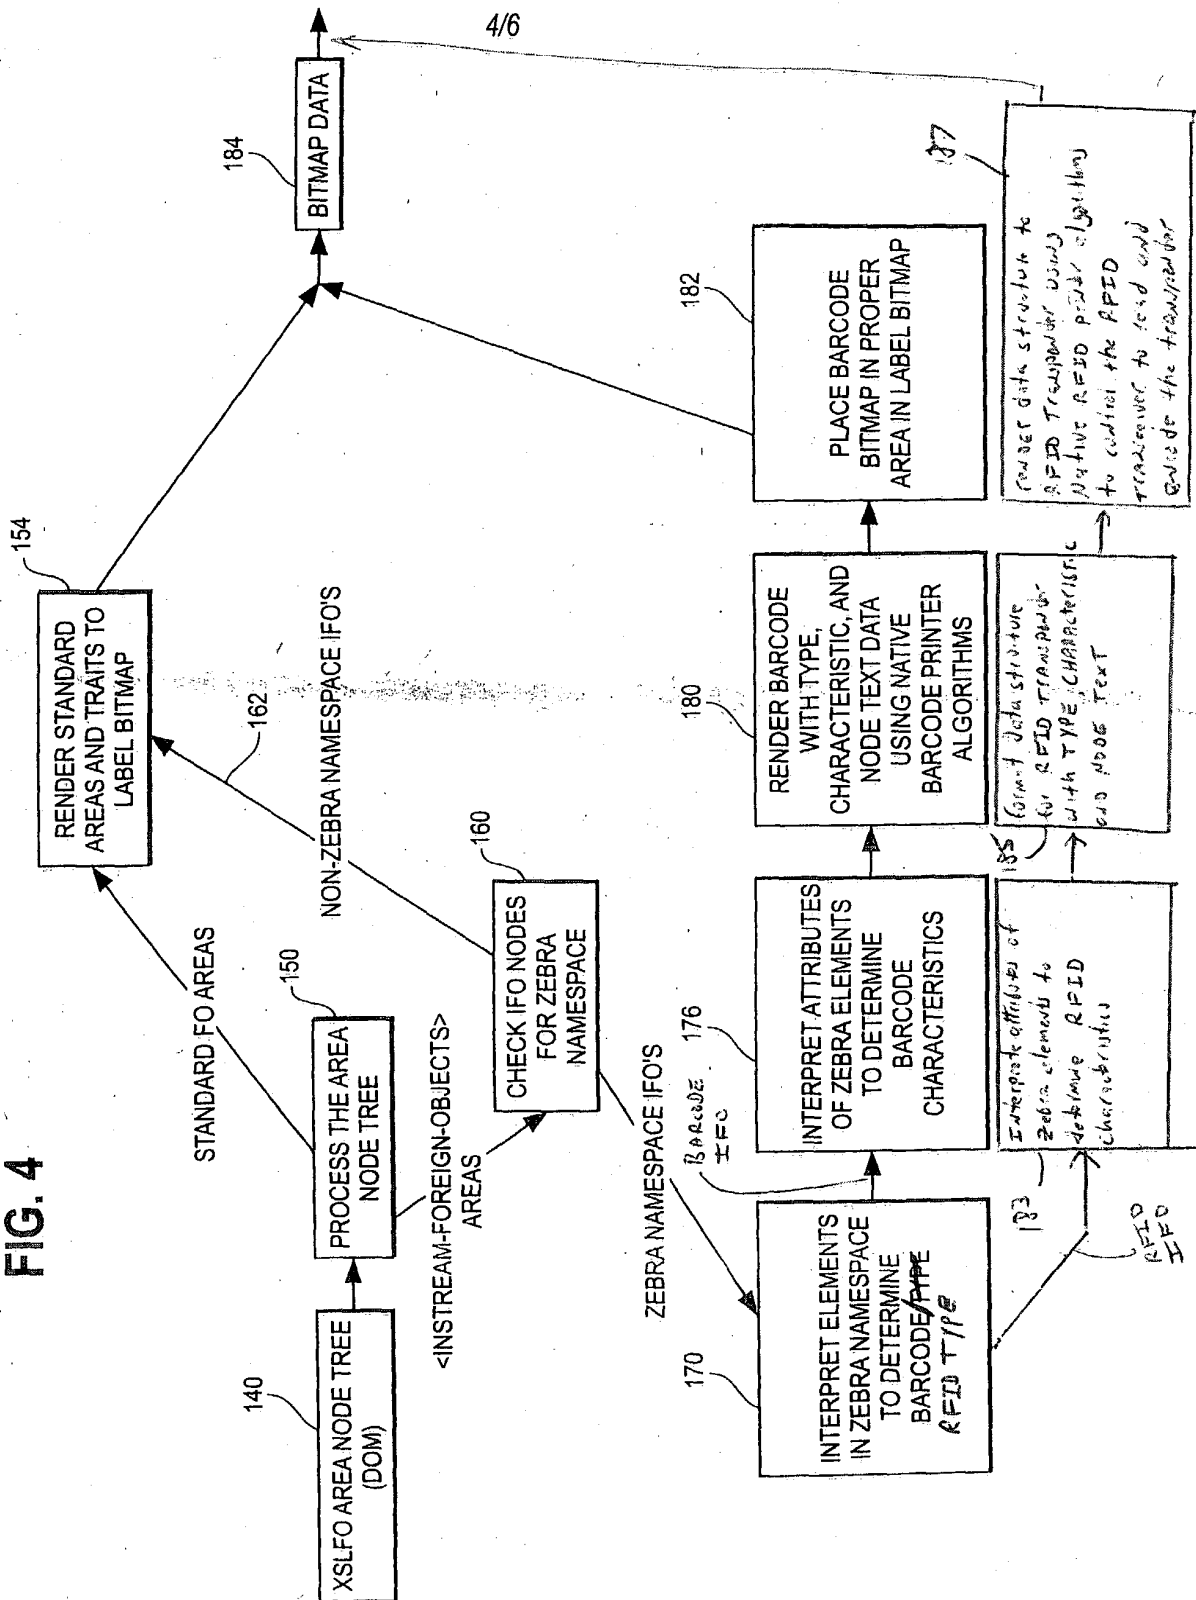 4/6
FIG. 4
140
XSLFO AREA NODE TREE
(DOM)
150
PROCESS THE AREA
NODE TREE
STANDARD FO AREAS
154
RENDER STANDARD
AREAS AND TRAITS TO
LABEL BITMAP
<INSTREAM-FOREIGN-OBJECTS>
AREAS
160
CHECK IFO NODES
FOR ZEBRA
NAMESPACE
162
NON-ZEBRA NAMESPACE IFO'S
184
BITMAP DATA
ZEBRA NAMESPACE IFO'S
170
INTERPRET ELEMENTS
IN ZEBRA NAMESPACE
TO DETERMINE
BARCODE/TYPE
RFID TYPE
BARCODE
IFO
176
INTERPRET ATTRIBUTES
OF ZEBRA ELEMENTS
TO DETERMINE
BARCODE
CHARACTERISTICS
180
RENDER BARCODE
WITH TYPE,
CHARACTERISTIC, AND
NODE TEXT DATA
USING NATIVE
BARCODE PRINTER
ALGORITHMS
182
PLACE BARCODE
BITMAP IN PROPER
AREA IN LABEL BITMAP
RFID
IFO
183
Interprate attributes of
Zebra elements to
determine RFID
characteristics
185
format data structure
for RFID TRANSPONDER
with TYPE, CHARACTERISTIC
AND NODE TEXT
187
render data structure to
RFID Transponder using
Native RFID printer algorithms
to control the RFID
transceiver to read and
encode the transponder